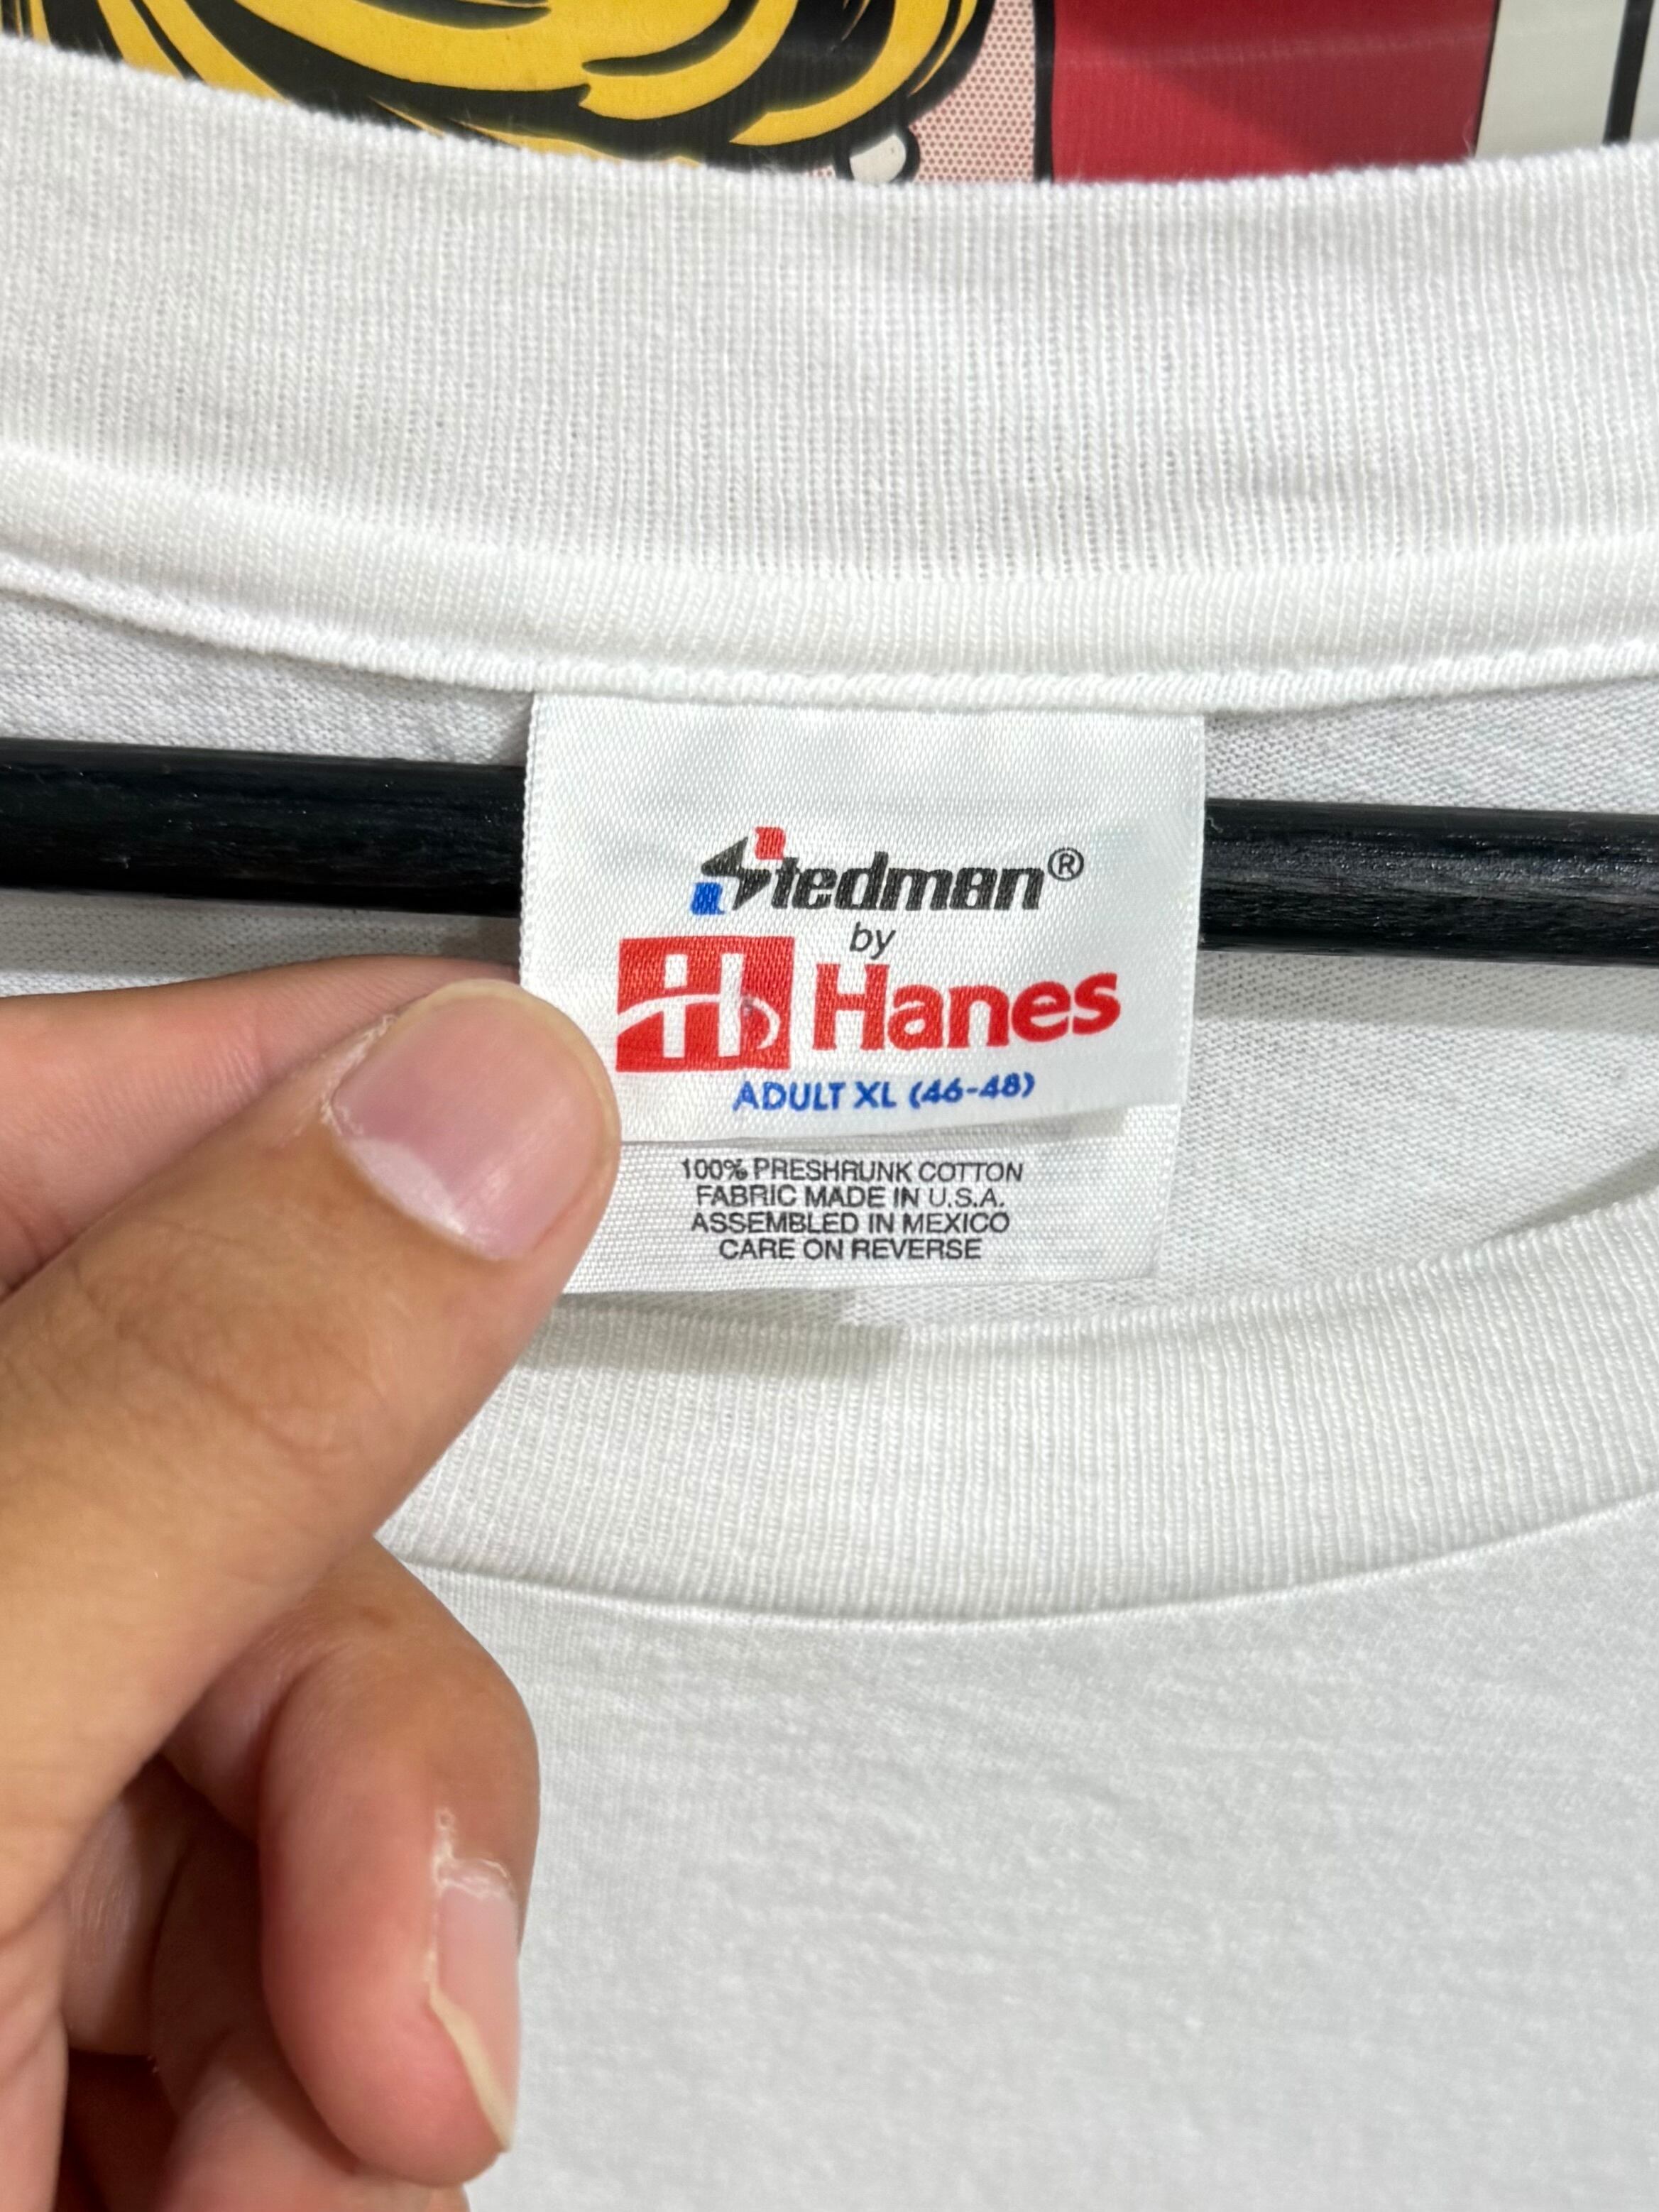 Stedman®
by
H Hanes
ADULT XL (46-48)
100% PRESHRUNK COTTON
FABRIC MADE IN U.S.A.
ASSEMBLED IN MEXICO
CARE ON REVERSE